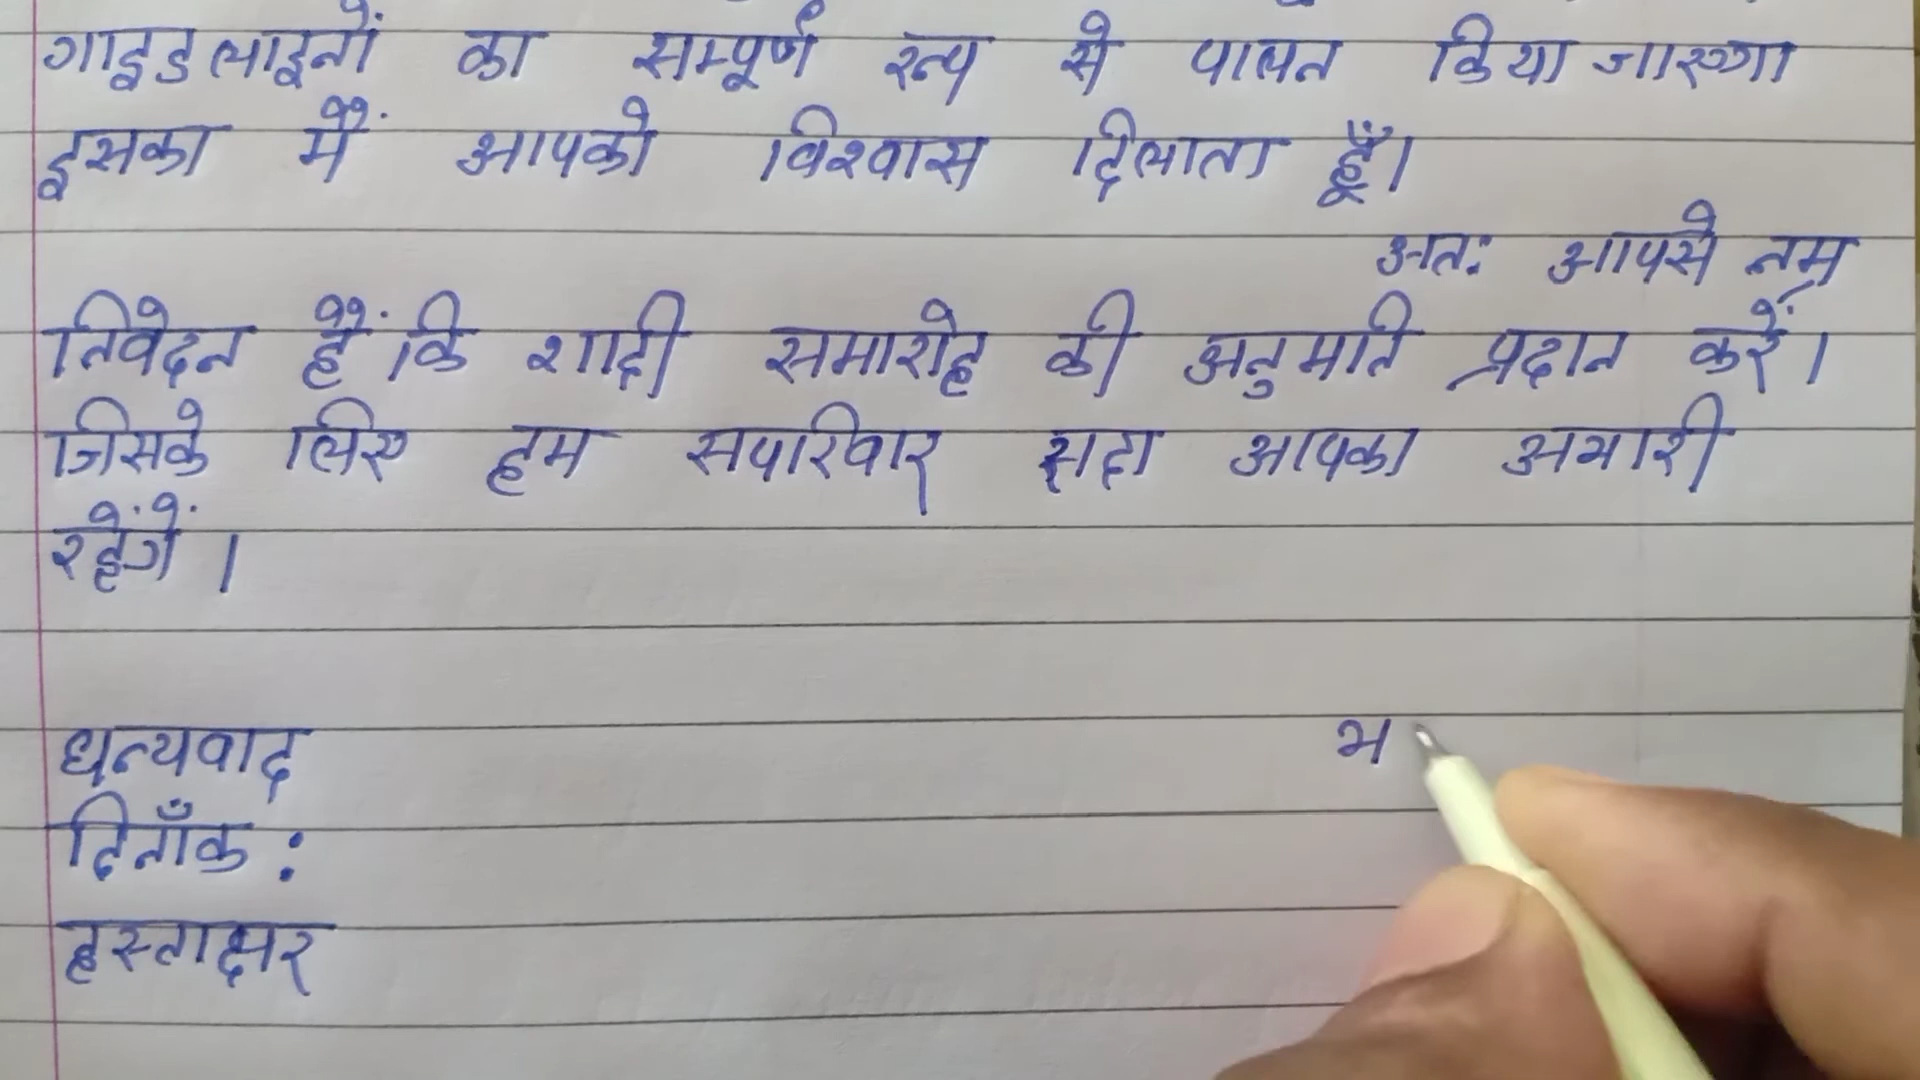 गाइडलाइनों का सम्पूर्ण रूप से पालन किया जाएगा
इसका मैं आपको विश्वास दिलाता हूँ।
अत: आपसे नम्र
निवेदन हैं कि शादी समारोह की अनुमति प्रदान करें।
जिसके लिए हम सपरिवार सदा आपका अभारी
रहेंगें।
धन्यवाद
दिनाँक :
हस्ताक्षर
भ